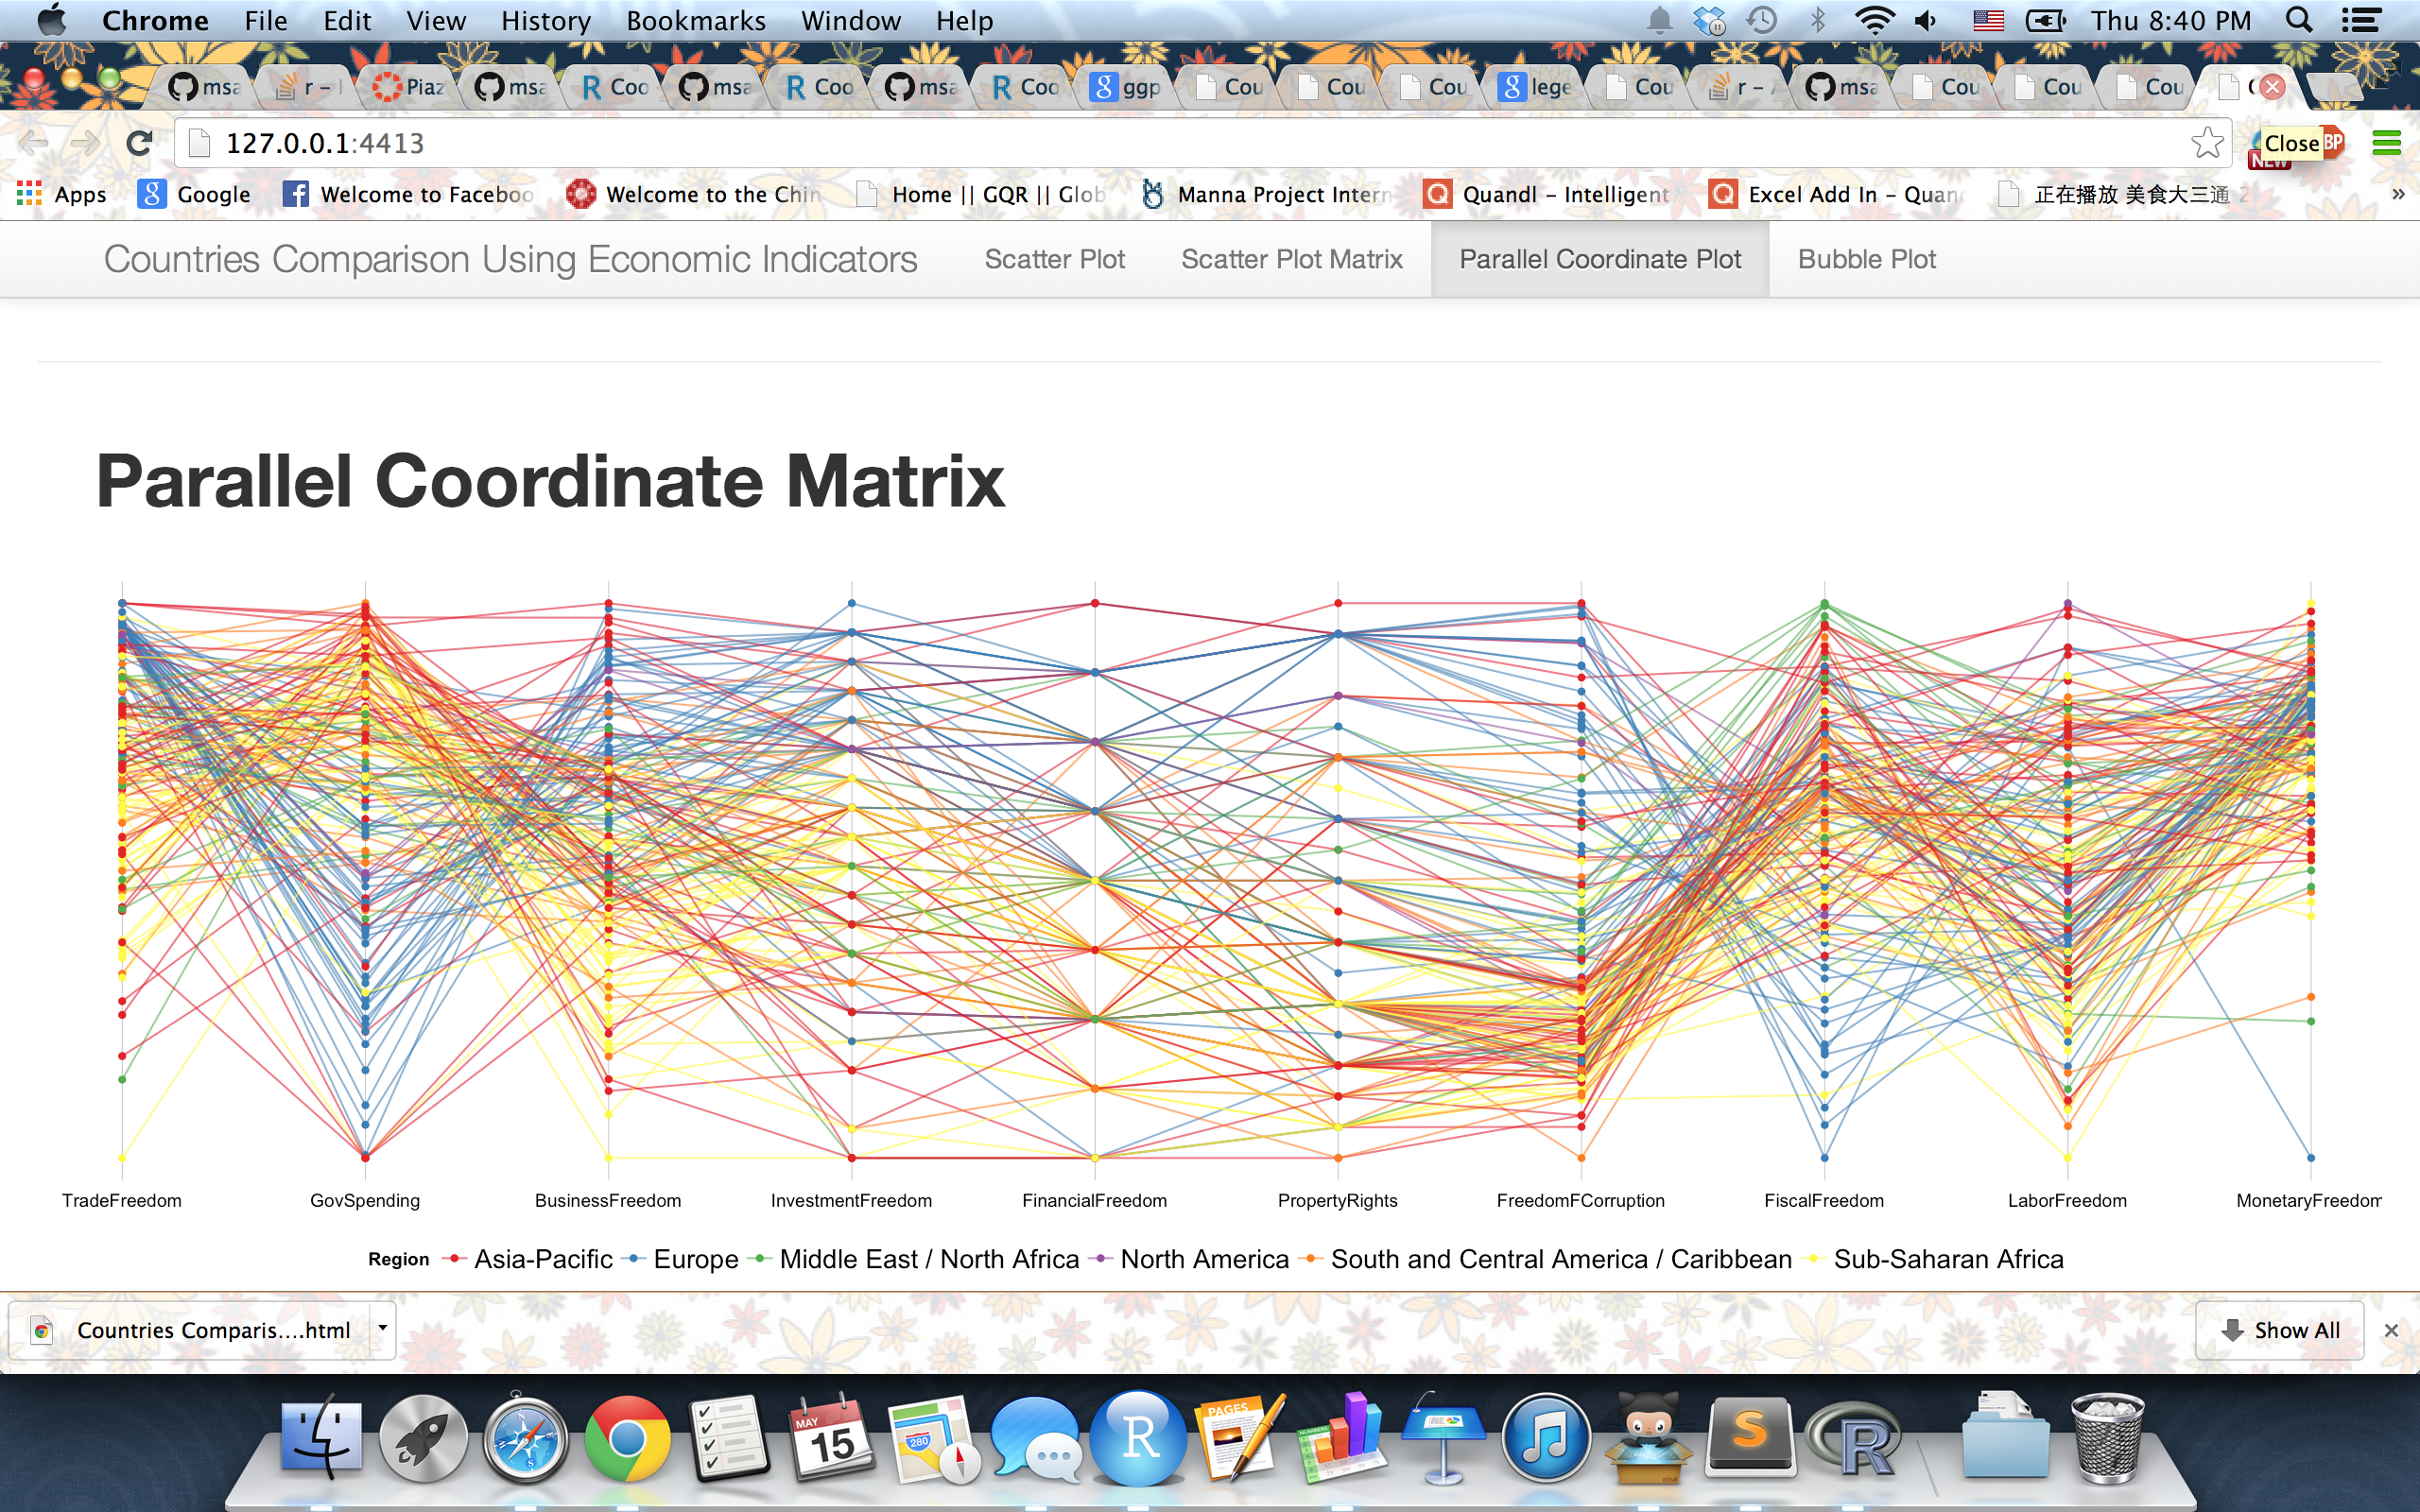 Chrome File Edit View History Bookmarks Window Help Thu 8:40 PM
msa r – Piaz msa R Coo msa R Coo msa R Coo g ggp Cou Cou Cou g lege Cou r – msa Cou Cou Cou
127.0.0.1:4413
Close BP
NEW
Apps Google Welcome to Faceboo Welcome to the Chin Home || GQR || Glob Manna Project Intern Quandl – Intelligent Excel Add In – Quan 正在播放 美食大三通 2 »
Countries Comparison Using Economic Indicators Scatter Plot Scatter Plot Matrix Parallel Coordinate Plot Bubble Plot
Parallel Coordinate Matrix
TradeFreedom GovSpending BusinessFreedom InvestmentFreedom FinancialFreedom PropertyRights FreedomFCorruption FiscalFreedom LaborFreedom MonetaryFreedom
Region Asia-Pacific Europe Middle East / North Africa North America South and Central America / Caribbean Sub-Saharan Africa
Countries Comparis....html Show All
MAY
15
280
R
PAGES
NUMBERS
S
R